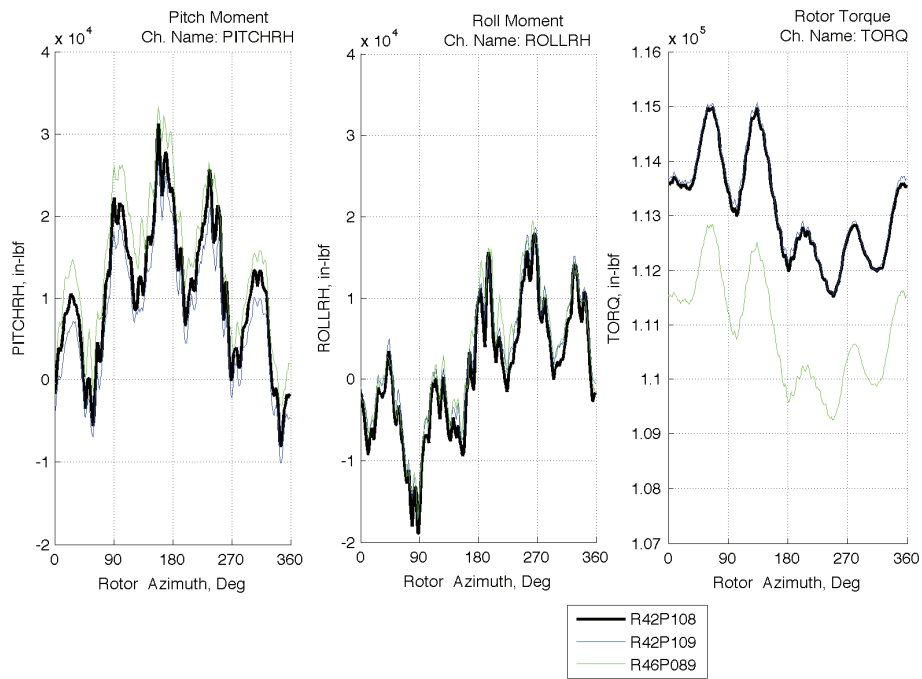 Pitch Moment
Ch. Name: PITCHRH
x 10^4
4
3
2
1
0
-1
-2
PITCHRH, in-lbf
0 90 180 270 360
Rotor Azimuth, Deg
Roll Moment
Ch. Name: ROLLRH
x 10^4
4
3
2
1
0
-1
-2
ROLLRH, in-lbf
0 90 180 270 360
Rotor Azimuth, Deg
Rotor Torque
Ch. Name: TORQ
x 10^5
1.16
1.15
1.14
1.13
1.12
1.11
1.1
1.09
1.08
1.07
TORQ, in-lbf
0 90 180 270 360
Rotor Azimuth, Deg
R42P108
R42P109
R46P089